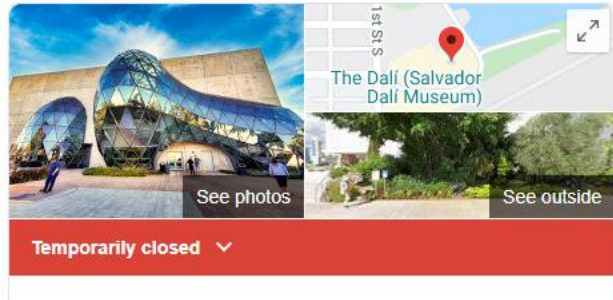 1st St S
The Dalí (Salvador
Dalí Museum)
See photos
See outside
Temporarily closed